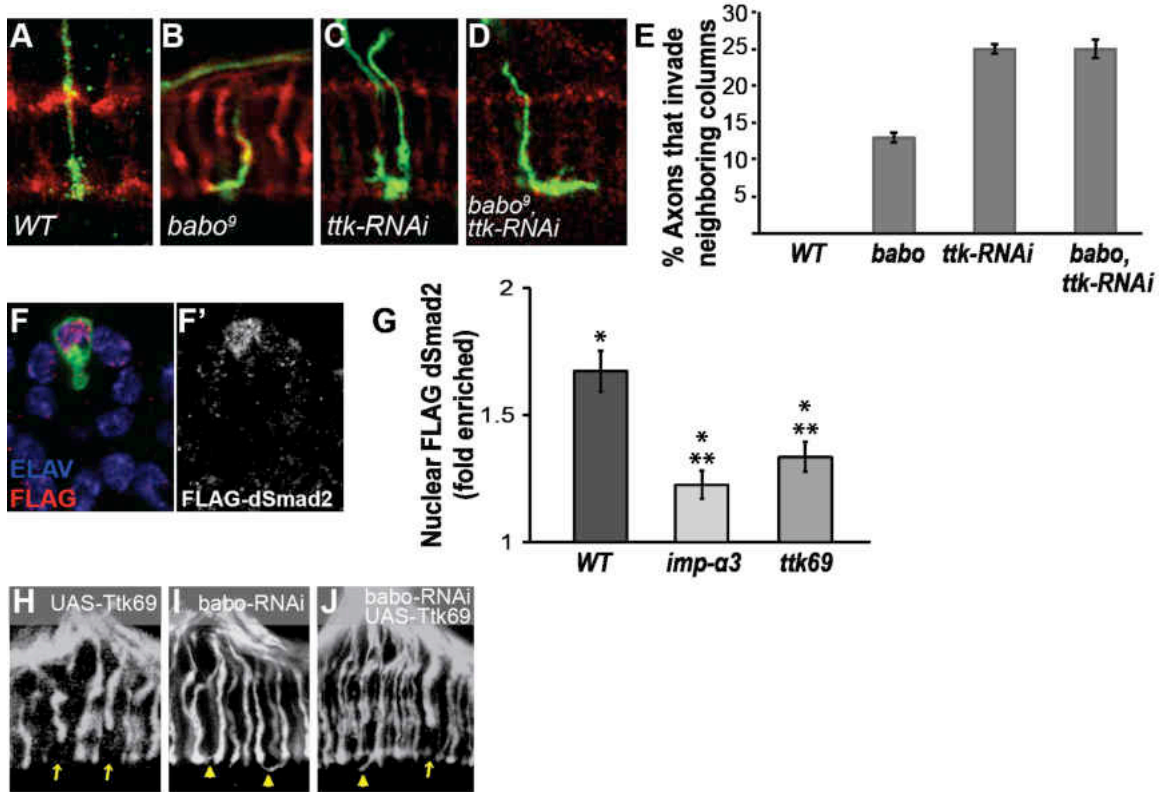 A
WT
B
babo⁹
C
ttk-RNAi
D
babo⁹,
ttk-RNAi
E
% Axons that invade
neighboring columns
30
25
20
15
10
5
WT
babo
ttk-RNAi
babo,
ttk-RNAi
F
ELAV
FLAG
F'
FLAG-dSmad2
G
Nuclear FLAG dSmad2
(fold enriched)
2
1.5
1
*
*
**
*
**
WT
imp-α3
ttk69
H UAS-Ttk69
I babo-RNAi
J babo-RNAi
UAS-Ttk69